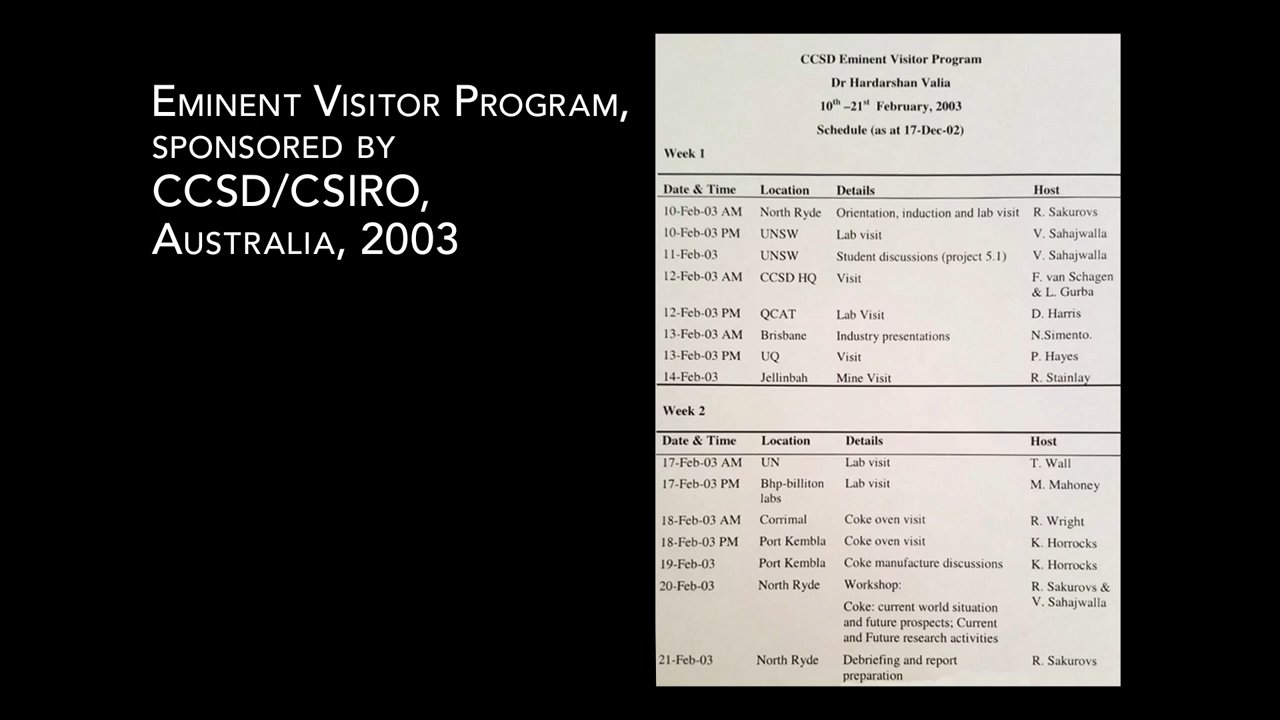 Eminent Visitor Program,
sponsored by
CCSD/CSIRO,
Australia, 2003
CCSD Eminent Visitor Program
Dr Hardarshan Valia
10th –21st February, 2003
Schedule (as at 17-Dec-02)
Week 1
Date & Time Location Details Host
10-Feb-03 AM North Ryde Orientation, induction and lab visit R. Sakurovs
10-Feb-03 PM UNSW Lab visit V. Sahajwalla
11-Feb-03 UNSW Student discussions (project 5.1) V. Sahajwalla
12-Feb-03 AM CCSD HQ Visit F. van Schagen
& L. Gurba
12-Feb-03 PM QCAT Lab Visit D. Harris
13-Feb-03 AM Brisbane Industry presentations N.Simento.
13-Feb-03 PM UQ Visit P. Hayes
14-Feb-03 Jellinbah Mine Visit R. Stainlay
Week 2
Date & Time Location Details Host
17-Feb-03 AM UN Lab visit T. Wall
17-Feb-03 PM Bhp-billiton Lab visit M. Mahoney
labs
18-Feb-03 AM Corrimal Coke oven visit R. Wright
18-Feb-03 PM Port Kembla Coke oven visit K. Horrocks
19-Feb-03 Port Kembla Coke manufacture discussions K. Horrocks
20-Feb-03 North Ryde Workshop: R. Sakurovs &
V. Sahajwalla
Coke: current world situation
and future prospects; Current
and Future research activities
21-Feb-03 North Ryde Debriefing and report R. Sakurovs
preparation